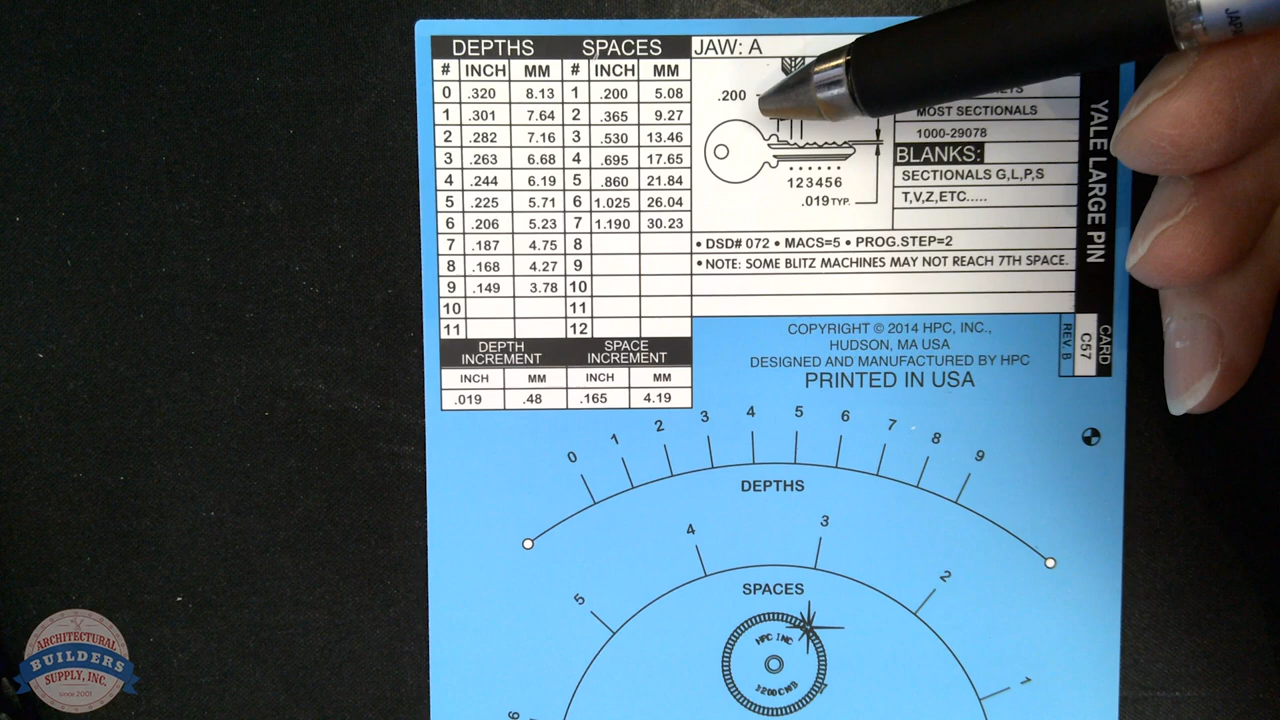 DEPTHS SPACES JAW: A
# INCH MM # INCH MM
0 .320 8.13 1 .200 5.08
1 .301 7.64 2 .365 9.27
2 .282 7.16 3 .530 13.46
3 .263 6.68 4 .695 17.65
4 .244 6.19 5 .860 21.84
5 .225 5.71 6 1.025 26.04
6 .206 5.23 7 1.190 30.23
7 .187 4.75 8
8 .168 4.27 9
9 .149 3.78 10
10 11
11 12
DEPTH INCREMENT SPACE INCREMENT
INCH MM INCH MM
.019 .48 .165 4.19
.200
123456
.019 TYP.
MOST SECTIONALS
1000-29078
BLANKS:
SECTIONALS G,L,P,S
T,V,Z,ETC.....
• DSD# 072 • MACS=5 • PROG.STEP=2
• NOTE: SOME BLITZ MACHINES MAY NOT REACH 7TH SPACE.
YALE LARGE PIN
CARD
C57
REV. B
COPYRIGHT © 2014 HPC, INC.,
HUDSON, MA USA
DESIGNED AND MANUFACTURED BY HPC
PRINTED IN USA
0 1 2 3 4 5 6 7 8 9
DEPTHS
6 5 4 3 2 1
SPACES
HPC INC
1200CMB
ARCHITECTURAL
BUILDERS
SUPPLY, INC.
since 2001